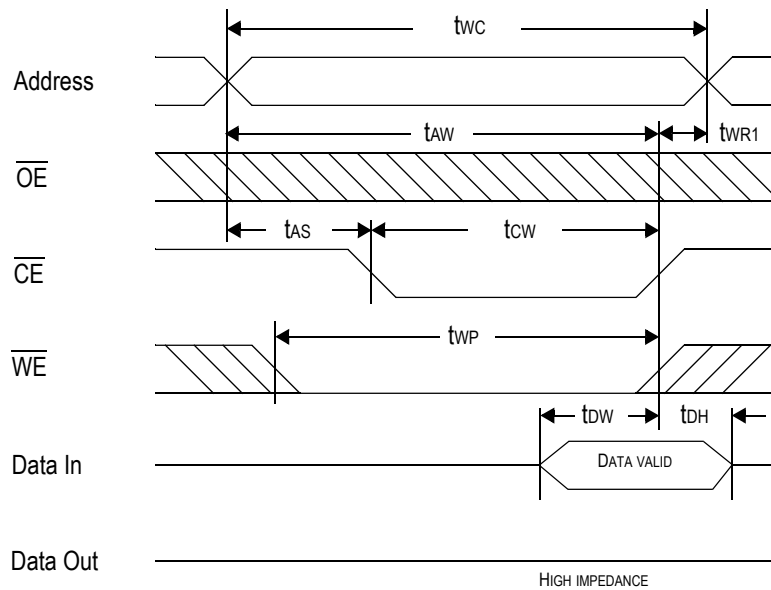 tWC
Address
tAW
tWR1
OE
tAS
tCW
CE
tWP
WE
tDW
tDH
Data In
DATA VALID
Data Out
HIGH IMPEDANCE